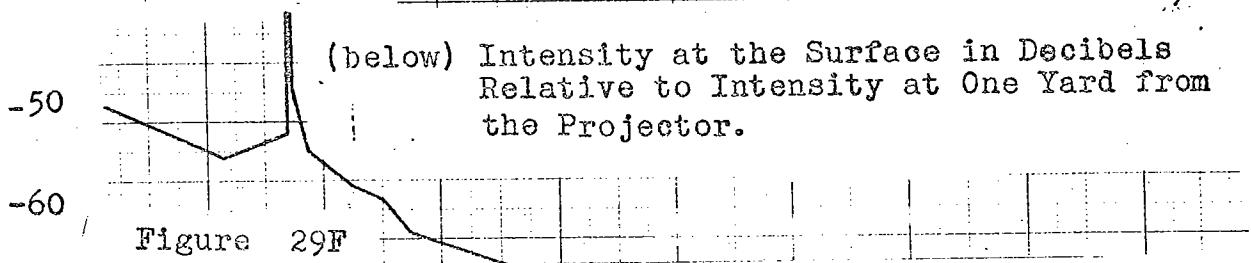 (below) Intensity at the Surface in Decibels
Relative to Intensity at One Yard from
the Projector.
-50
-60
Figure 29F